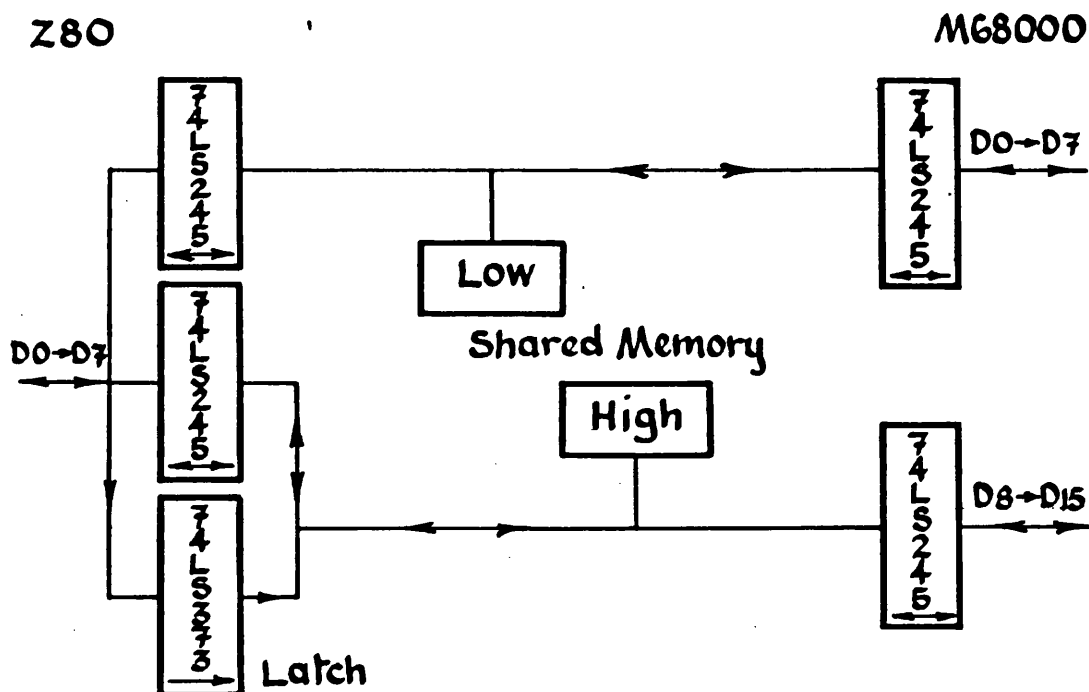 Z80
M68000
74LS245
74LS245
D0→D7
Low
Shared Memory
74LS245
D0→D7
High
74LS245
D8→D15
74LS373
Latch